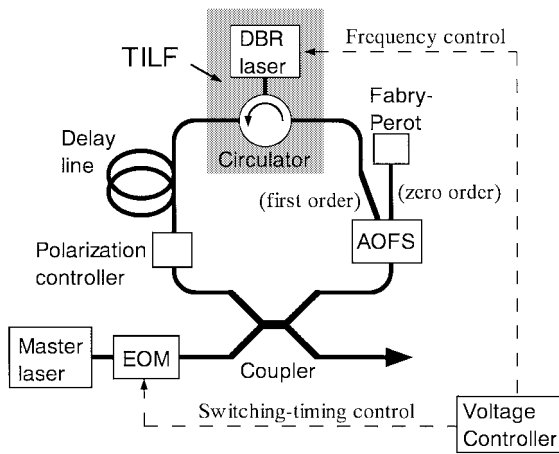 DBR
laser
Frequency control
TILF
Fabry-
Perot
Delay
line
Circulator
(first order)
(zero order)
AOFS
Polarization
controller
Master
laser
EOM
Coupler
Switching-timing control
Voltage
Controller